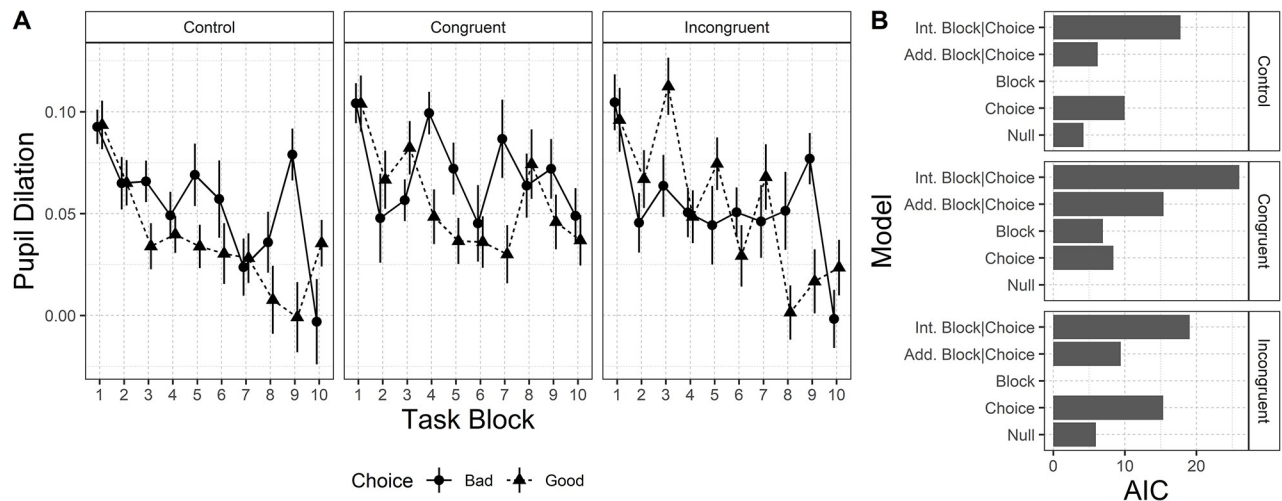 A
B
Control
Congruent
Incongruent
Pupil Dilation
0.10
0.05
0.00
1 2 3 4 5 6 7 8 9 10
1 2 3 4 5 6 7 8 9 10
1 2 3 4 5 6 7 8 9 10
Task Block
Choice Bad Good
Model
Int. Block|Choice
Add. Block|Choice
Block
Choice
Null
Control
Int. Block|Choice
Add. Block|Choice
Block
Choice
Null
Congruent
Int. Block|Choice
Add. Block|Choice
Block
Choice
Null
Incongruent
0 10 20
AIC